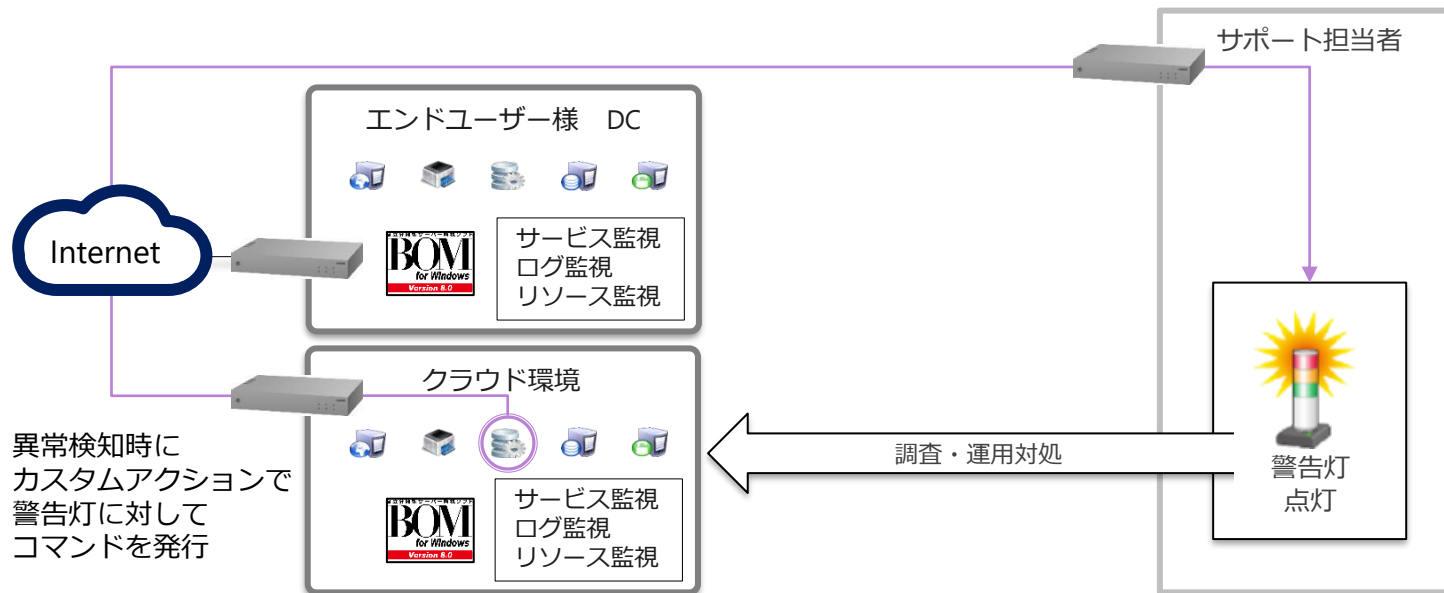 サポート担当者
エンドユーザー様　DC
Internet
BOM
for Windows
Version 8.0
サービス監視
ログ監視
リソース監視
クラウド環境
異常検知時に
カスタムアクションで
警告灯に対して
コマンドを発行
BOM
for Windows
Version 8.0
サービス監視
ログ監視
リソース監視
調査・運用対処
警告灯
点灯